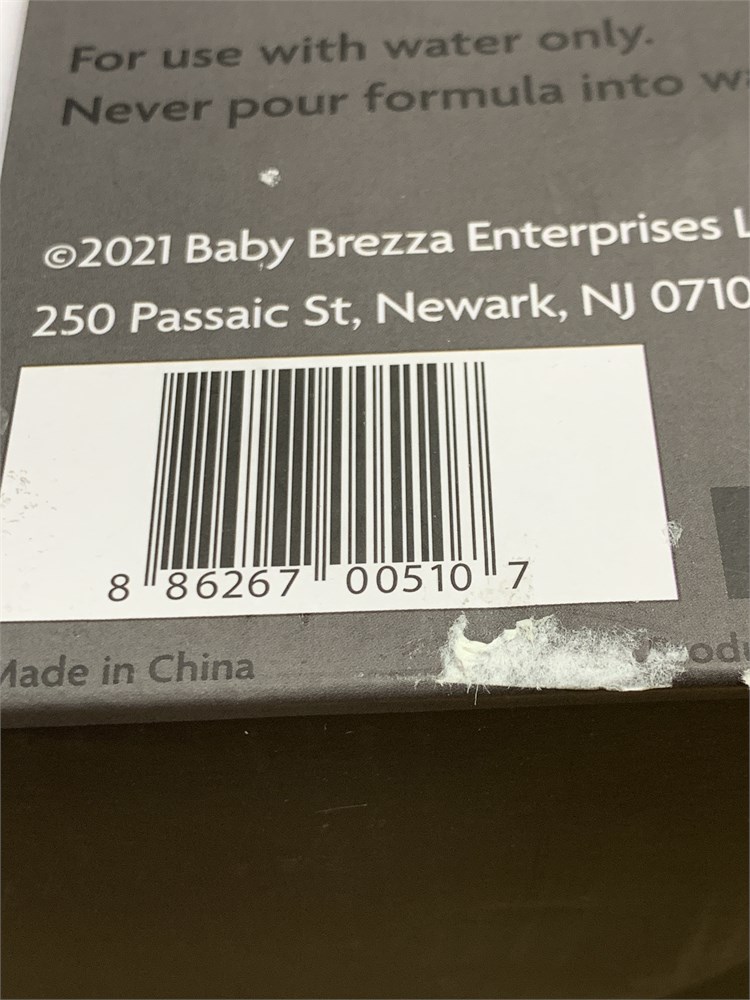 For use with water only.
Never pour formula into
©2021 Baby Brezza Enterprises
250 Passaic St, Newark, NJ 0710
8 86267 00510 7
Made in China